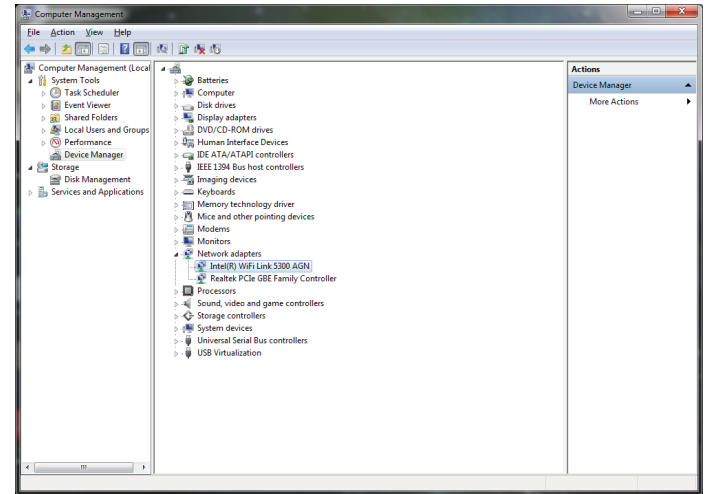 Computer Management
File Action View Help
Computer Management (Local
System Tools
Task Scheduler
Event Viewer
Shared Folders
Local Users and Groups
Performance
Device Manager
Storage
Disk Management
Services and Applications
Batteries
Computer
Disk drives
Display adapters
DVD/CD-ROM drives
Human Interface Devices
IDE ATA/ATAPI controllers
IEEE 1394 Bus host controllers
Imaging devices
Keyboards
Memory technology driver
Mice and other pointing devices
Modems
Monitors
Network adapters
Intel(R) WiFi Link 5300 AGN
Realtek PCIe GBE Family Controller
Processors
Sound, video and game controllers
Storage controllers
System devices
Universal Serial Bus controllers
USB Virtualization
Actions
Device Manager
More Actions